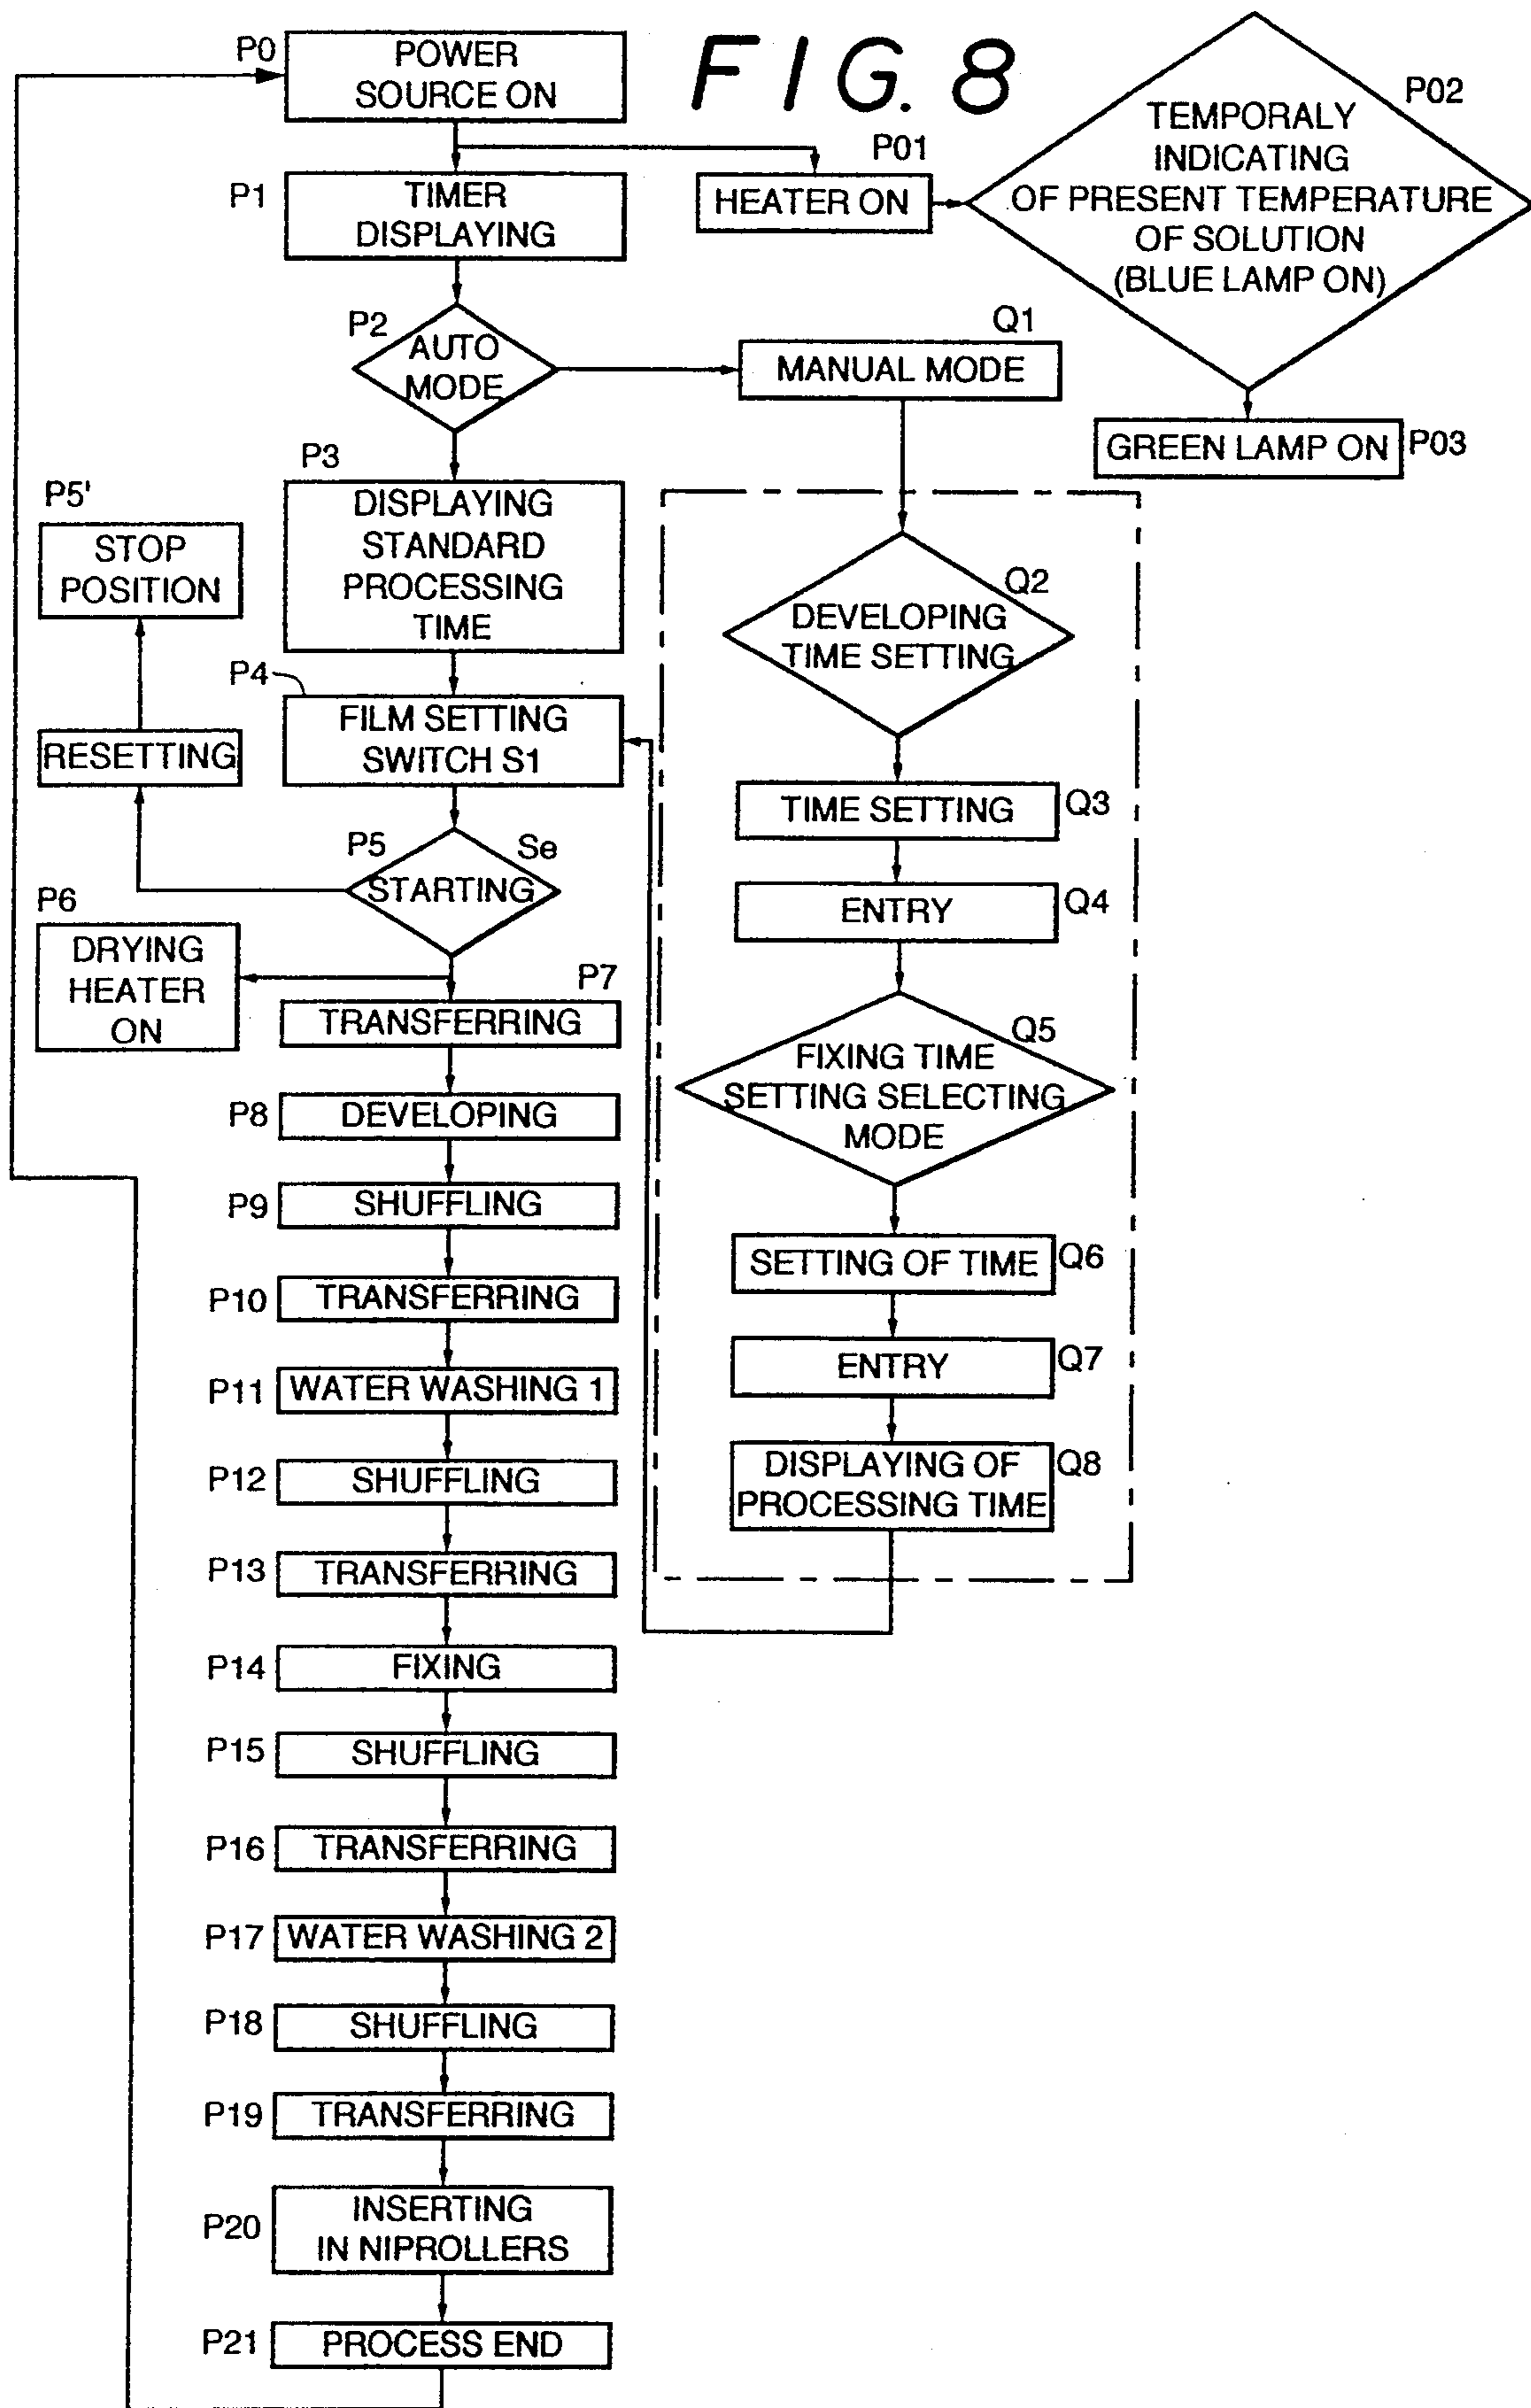 FIG. 8
P0
POWER
SOURCE ON
P01
HEATER ON
P02
TEMPORALY
INDICATING
OF PRESENT TEMPERATURE
OF SOLUTION
(BLUE LAMP ON)
GREEN LAMP ON
P03
P1
TIMER
DISPLAYING
P2
AUTO
MODE
Q1
MANUAL MODE
P3
DISPLAYING
STANDARD
PROCESSING
TIME
P5'
STOP
POSITION
RESETTING
P4
FILM SETTING
SWITCH S1
P5
Se
STARTING
P6
DRYING
HEATER
ON
P7
TRANSFERRING
P8
DEVELOPING
P9
SHUFFLING
P10
TRANSFERRING
P11
WATER WASHING 1
P12
SHUFFLING
P13
TRANSFERRING
P14
FIXING
P15
SHUFFLING
P16
TRANSFERRING
P17
WATER WASHING 2
P18
SHUFFLING
P19
TRANSFERRING
P20
INSERTING
IN NIPROLLERS
P21
PROCESS END
Q2
DEVELOPING
TIME SETTING
TIME SETTING
Q3
ENTRY
Q4
Q5
FIXING TIME
SETTING SELECTING
MODE
SETTING OF TIME
Q6
ENTRY
Q7
DISPLAYING OF
PROCESSING TIME
Q8